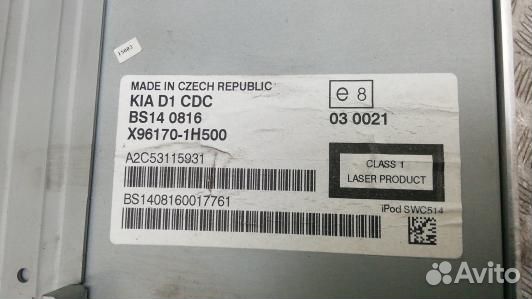 MADE IN CZECH REPUBLIC
KIA D1 CDC
BS14 0816
X96170-1H500
e 8
03 0021
A2C53115931
CLASS 1
LASER PRODUCT
BS1408160017761
iPod SWC514
Avito